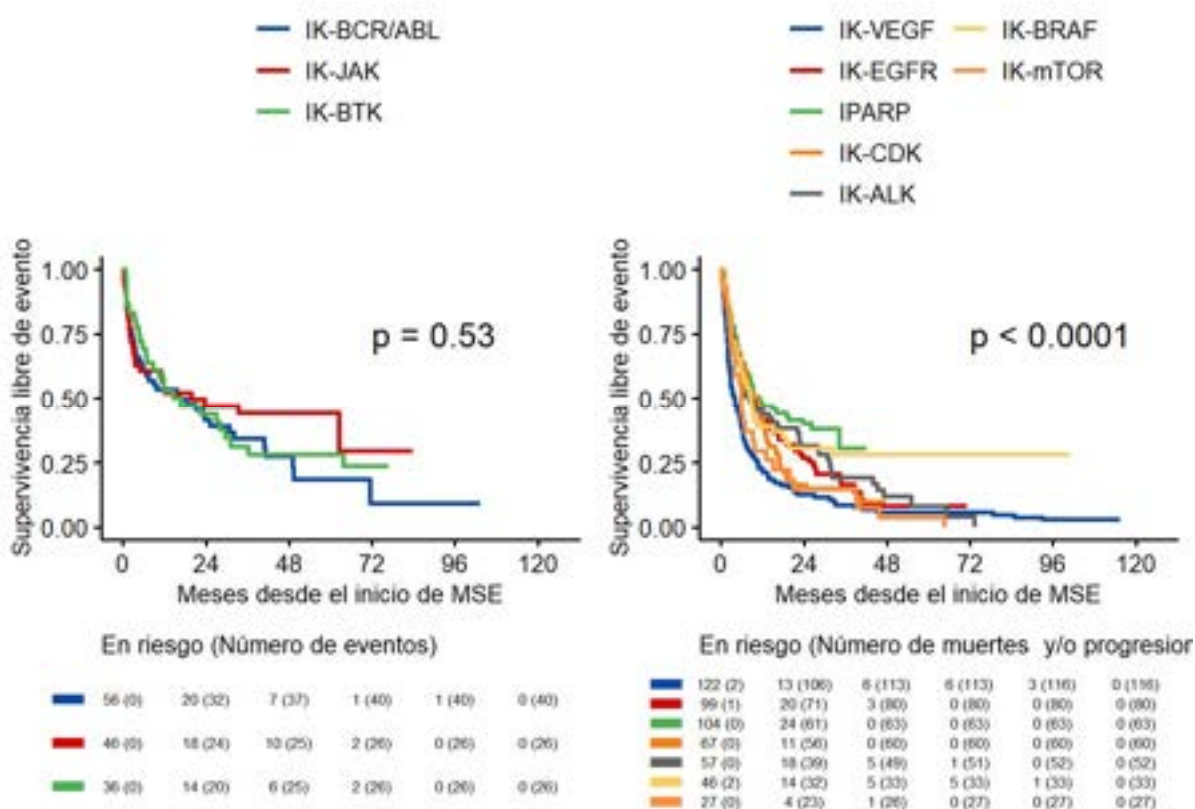 IK-BCR/ABL
IK-JAK
IK-BTK
Supervivencia libre de evento
1.00
0.75
0.50
0.25
0.00
p = 0.53
0 24 48 72 96 120
Meses desde el inicio de MSE
En riesgo (Número de eventos)
56 (0) 20 (32) 7 (37) 1 (40) 1 (40) 0 (40)
46 (0) 18 (24) 10 (25) 2 (26) 0 (26) 0 (26)
36 (0) 14 (20) 6 (25) 2 (26) 0 (26) 0 (26)
IK-VEGF IK-BRAF
IK-EGFR IK-mTOR
IPARP
IK-CDK
IK-ALK
Supervivencia libre de evento
1.00
0.75
0.50
0.25
0.00
p < 0.0001
0 24 48 72 96 120
Meses desde el inicio de MSE
En riesgo (Número de muertes y/o progresion
122 (2) 13 (106) 6 (113) 6 (113) 3 (116) 0 (116)
99 (1) 20 (71) 3 (80) 0 (80) 0 (80) 0 (80)
104 (0) 24 (61) 0 (63) 0 (63) 0 (63) 0 (63)
67 (0) 11 (56) 0 (60) 0 (60) 0 (60) 0 (60)
57 (0) 18 (39) 5 (49) 1 (51) 0 (52) 0 (52)
46 (2) 14 (32) 5 (33) 5 (33) 1 (33) 0 (33)
27 (0) 4 (23) 1 (26) 0 (27) 0 (27) 0 (27)